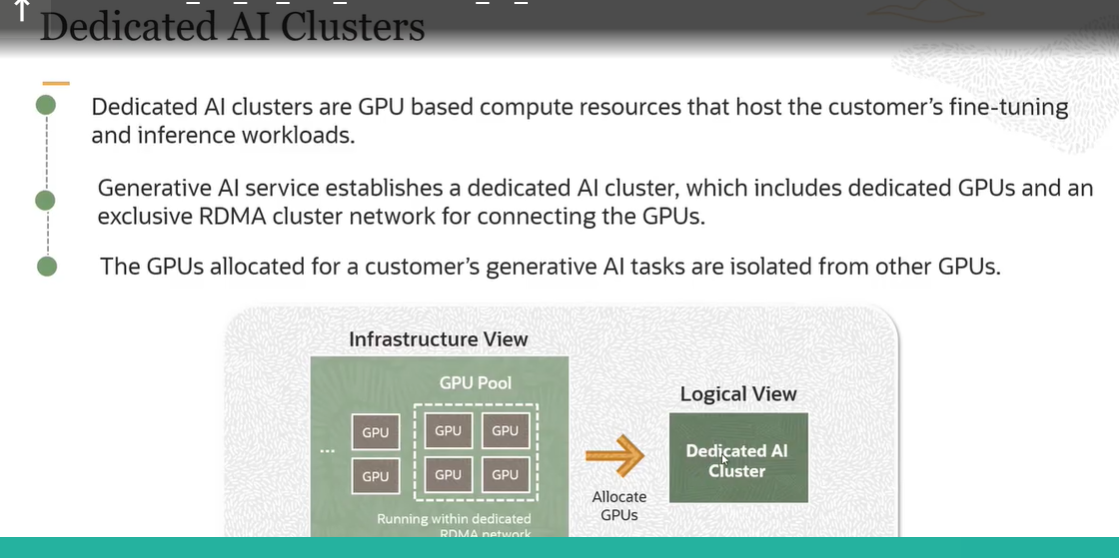 Dedicated AI Clusters
Dedicated AI clusters are GPU based compute resources that host the customer’s fine-tuning
and inference workloads.
Generative AI service establishes a dedicated AI cluster, which includes dedicated GPUs and an
exclusive RDMA cluster network for connecting the GPUs.
The GPUs allocated for a customer’s generative AI tasks are isolated from other GPUs.
Infrastructure View
GPU Pool
GPU GPU GPU
...
GPU GPU GPU
Running within dedicated
RDMA network
Allocate
GPUs
Logical View
Dedicated AI
Cluster